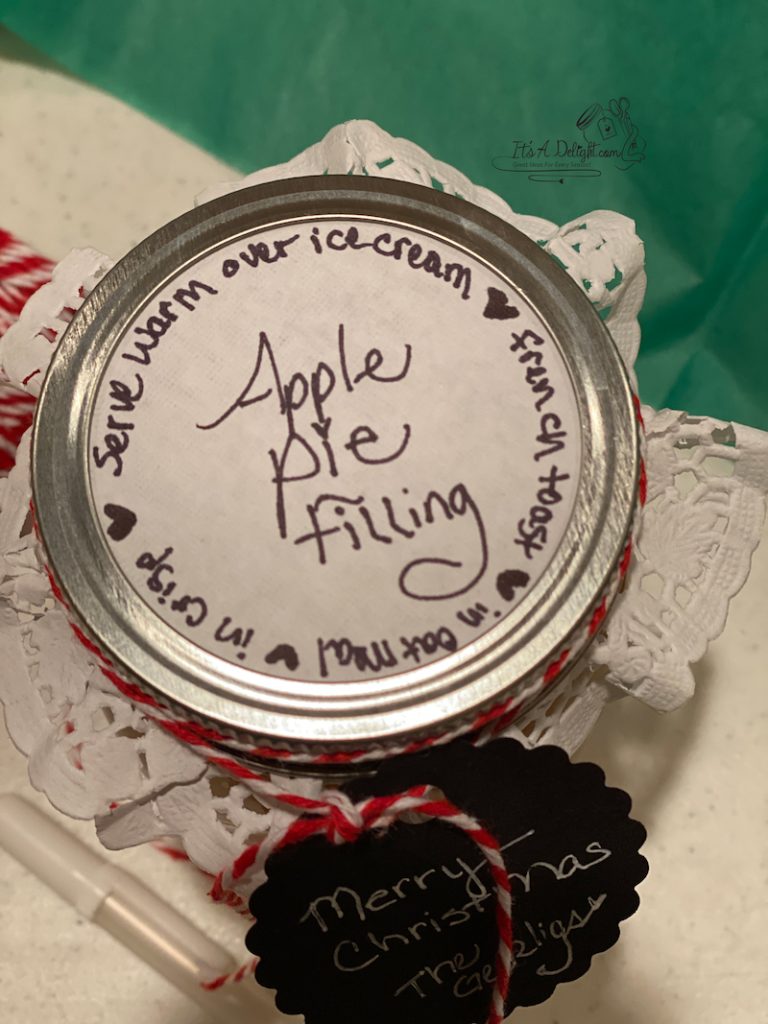 It's A Delight.com
Serve warm over ice cream ♥ french toast ♥ in oatmeal ♥ in crisp ♥
Apple
pie
filling
Merry
Christmas
The